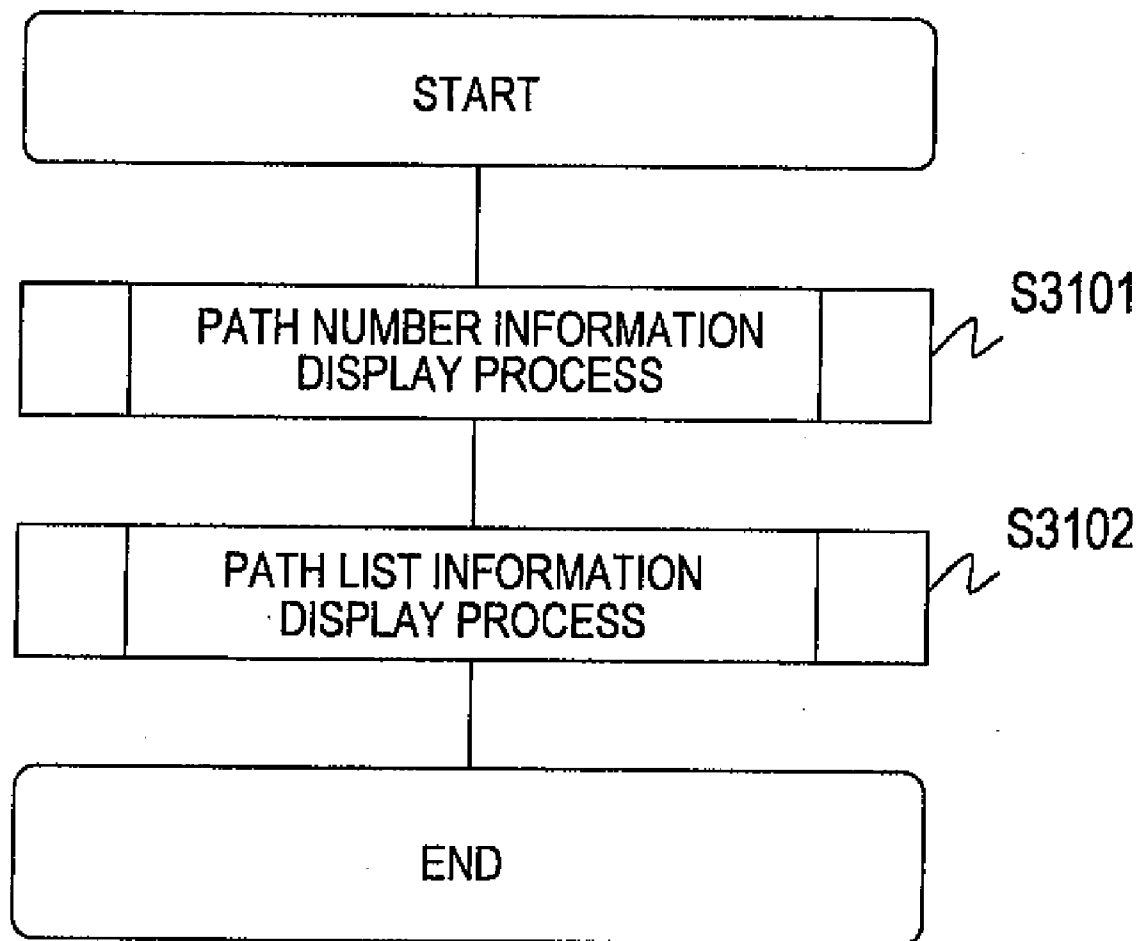 START
S3101
PATH NUMBER INFORMATION
DISPLAY PROCESS
S3102
PATH LIST INFORMATION
DISPLAY PROCESS
END